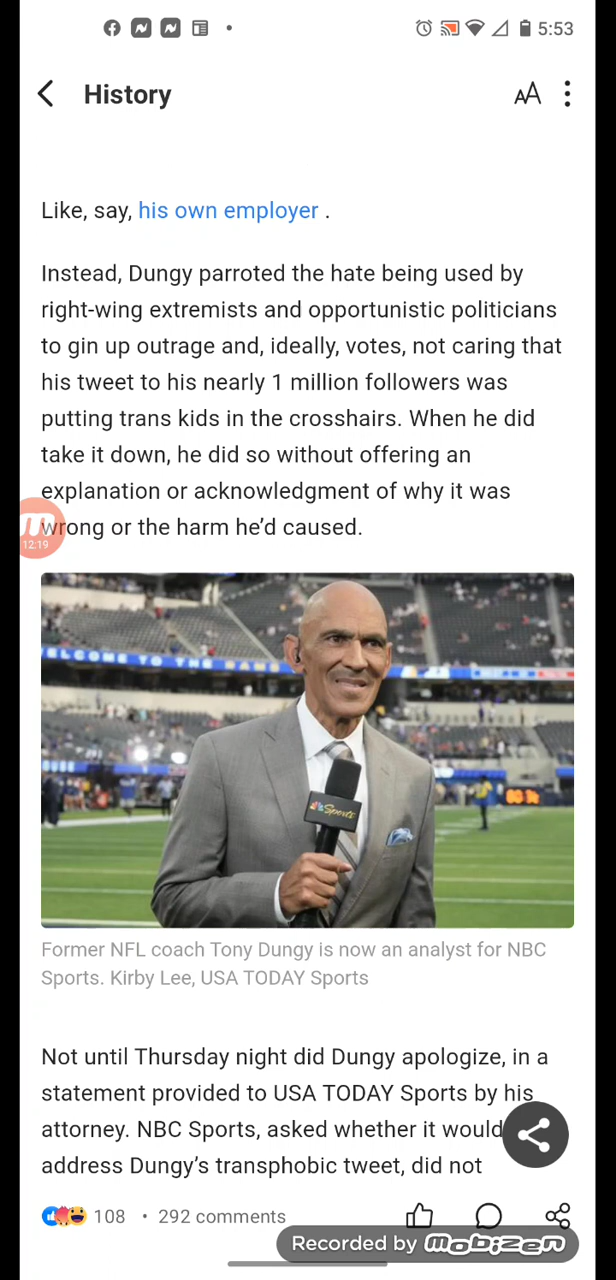 5:53
History
AA
Like, say, his own employer .
Instead, Dungy parroted the hate being used by
right-wing extremists and opportunistic politicians
to gin up outrage and, ideally, votes, not caring that
his tweet to his nearly 1 million followers was
putting trans kids in the crosshairs. When he did
take it down, he did so without offering an
explanation or acknowledgment of why it was
wrong or the harm he’d caused.
12:19
ELCOME TO THE
Sports
Former NFL coach Tony Dungy is now an analyst for NBC
Sports. Kirby Lee, USA TODAY Sports
Not until Thursday night did Dungy apologize, in a
statement provided to USA TODAY Sports by his
attorney. NBC Sports, asked whether it would
address Dungy’s transphobic tweet, did not
108 • 292 comments
Recorded by mobizen